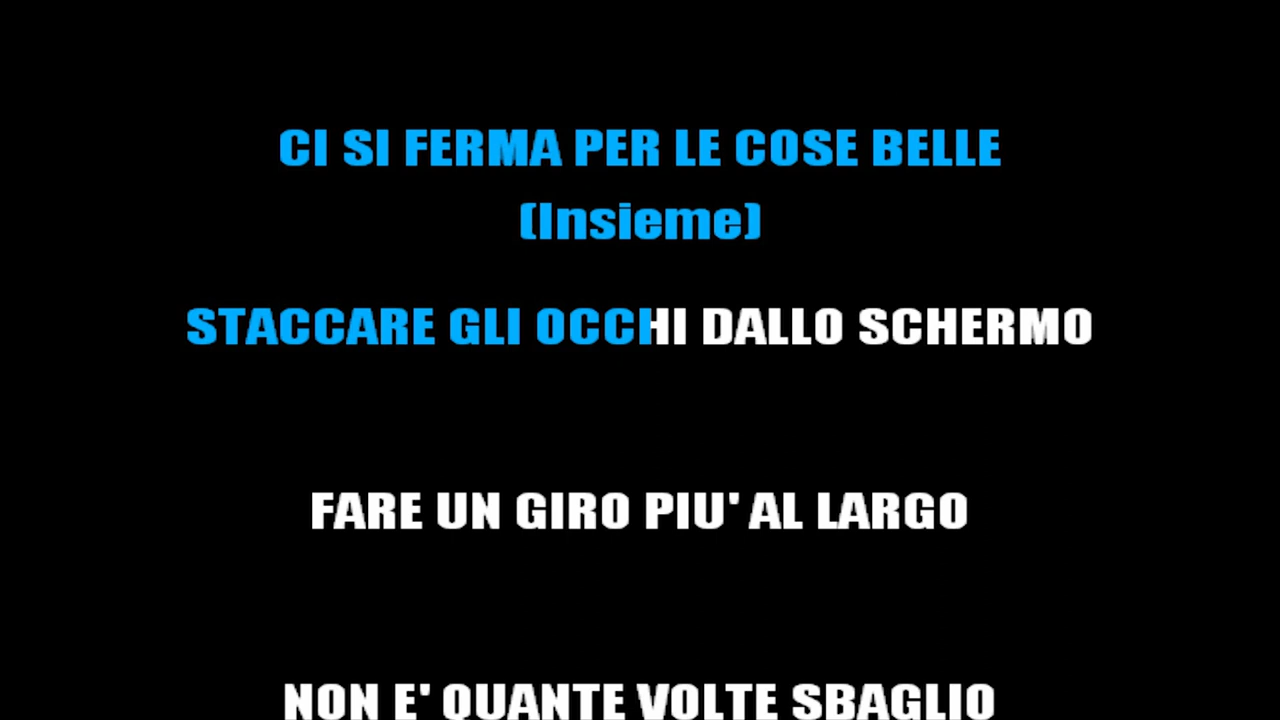 CI SI FERMA PER LE COSE BELLE
(Insieme)
STACCARE GLI OCCHI DALLO SCHERMO
FARE UN GIRO PIU' AL LARGO
NON E' QUANTE VOLTE SBAGLIO